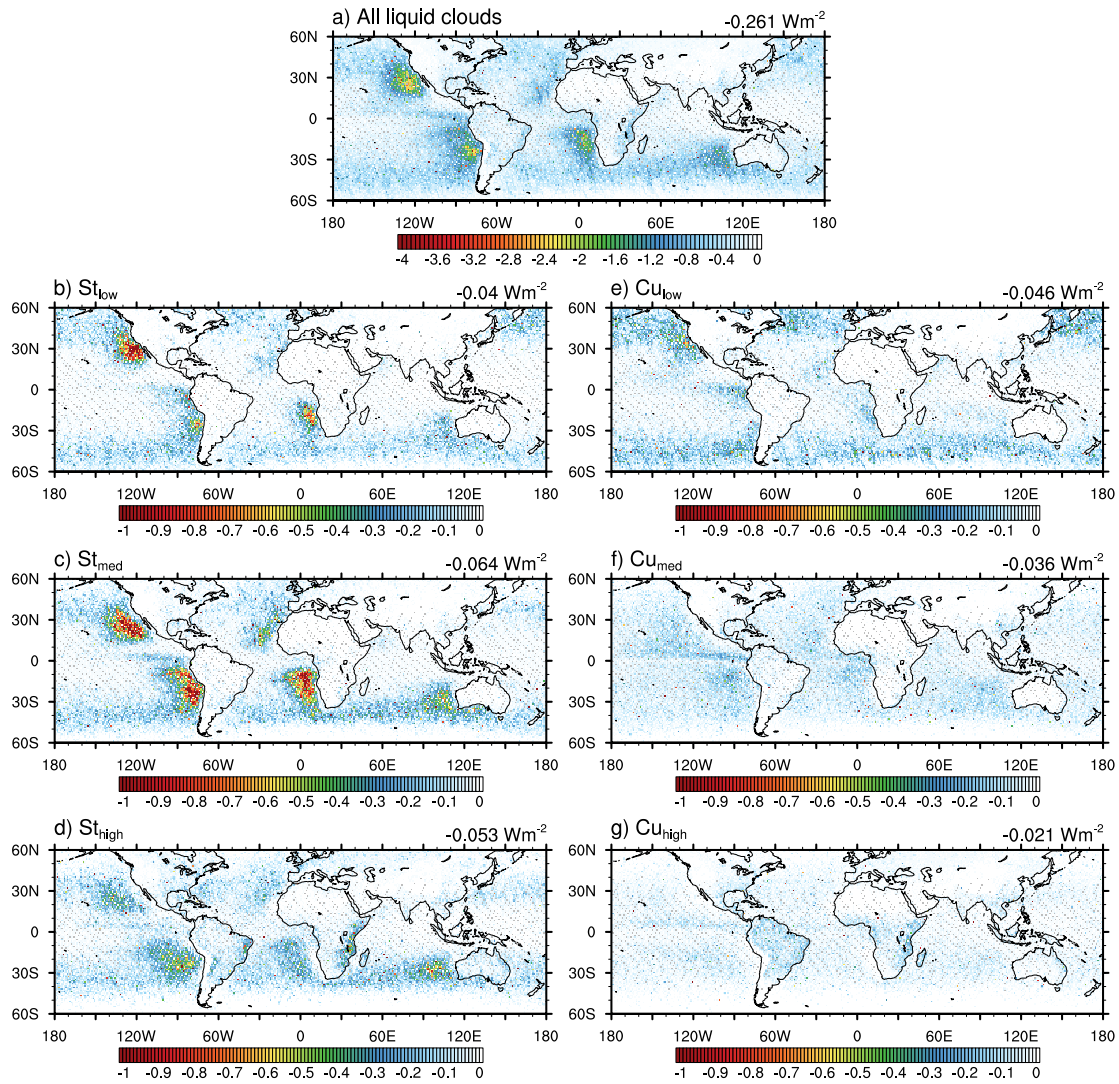 a) All liquid clouds -0.261 Wm-2
60N
30N
0
30S
60S
180 120W 60W 0 60E 120E 180
-4 -3.6 -3.2 -2.8 -2.4 -2 -1.6 -1.2 -0.8 -0.4 0
b) Stlow -0.04 Wm-2
60N
30N
0
30S
60S
180 120W 60W 0 60E 120E 180
-1 -0.9 -0.8 -0.7 -0.6 -0.5 -0.4 -0.3 -0.2 -0.1 0
e) Culow -0.046 Wm-2
60N
30N
0
30S
60S
180 120W 60W 0 60E 120E 180
-1 -0.9 -0.8 -0.7 -0.6 -0.5 -0.4 -0.3 -0.2 -0.1 0
c) Stmed -0.064 Wm-2
60N
30N
0
30S
60S
180 120W 60W 0 60E 120E 180
-1 -0.9 -0.8 -0.7 -0.6 -0.5 -0.4 -0.3 -0.2 -0.1 0
f) Cumed -0.036 Wm-2
60N
30N
0
30S
60S
180 120W 60W 0 60E 120E 180
-1 -0.9 -0.8 -0.7 -0.6 -0.5 -0.4 -0.3 -0.2 -0.1 0
d) Sthigh -0.053 Wm-2
60N
30N
0
30S
60S
180 120W 60W 0 60E 120E 180
-1 -0.9 -0.8 -0.7 -0.6 -0.5 -0.4 -0.3 -0.2 -0.1 0
g) Cuhigh -0.021 Wm-2
60N
30N
0
30S
60S
180 120W 60W 0 60E 120E 180
-1 -0.9 -0.8 -0.7 -0.6 -0.5 -0.4 -0.3 -0.2 -0.1 0